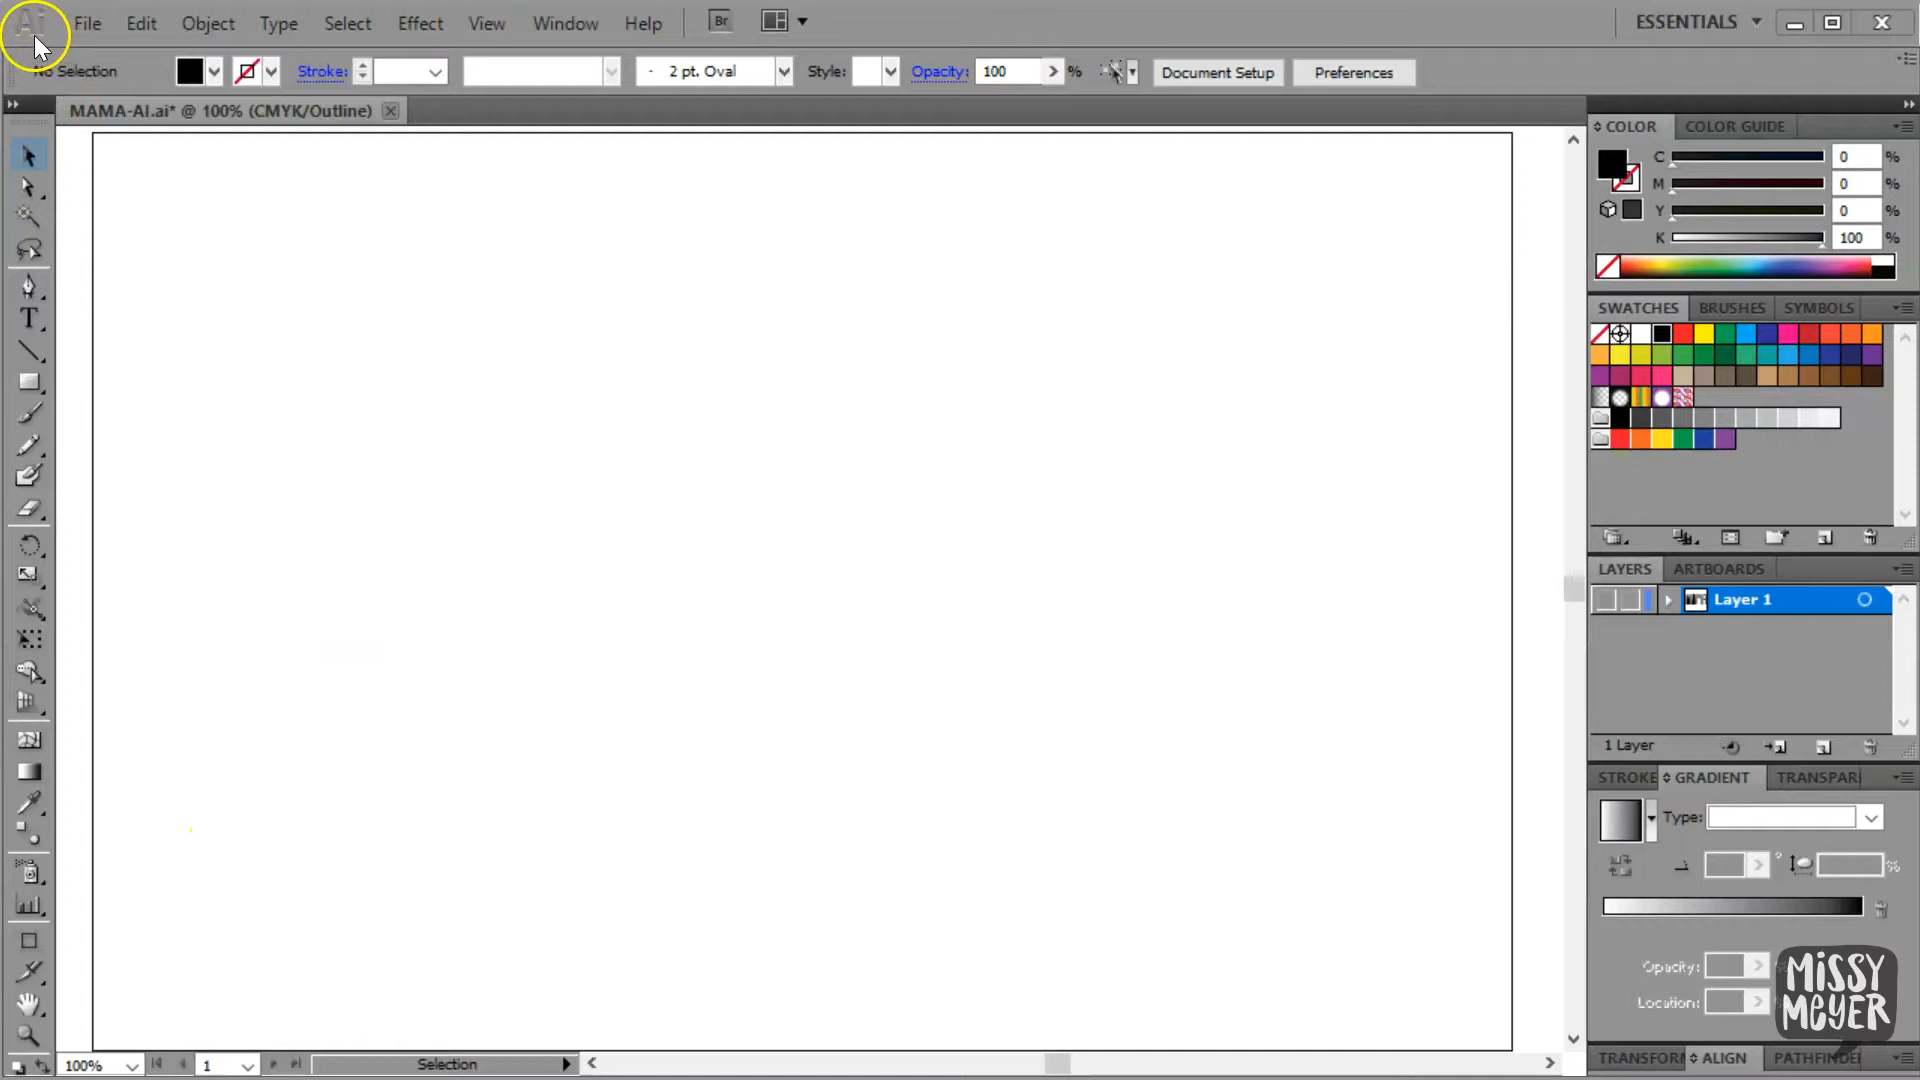 Ai File Edit Object Type Select Effect View Window Help Br ESSENTIALS
No Selection Stroke: 2 pt. Oval Style: Opacity: 100 % Document Setup Preferences
MAMA-AI.ai* @ 100% (CMYK/Outline)
COLOR COLOR GUIDE
C 0 %
M 0 %
Y 0 %
K 100 %
SWATCHES BRUSHES SYMBOLS
LAYERS ARTBOARDS
Layer 1
1 Layer
STROKE GRADIENT TRANSPAR
Type:
°
%
Opacity:
Location:
MISSY
MEYER
100% 1 Selection
TRANSFORM ALIGN PATHFINDE
T